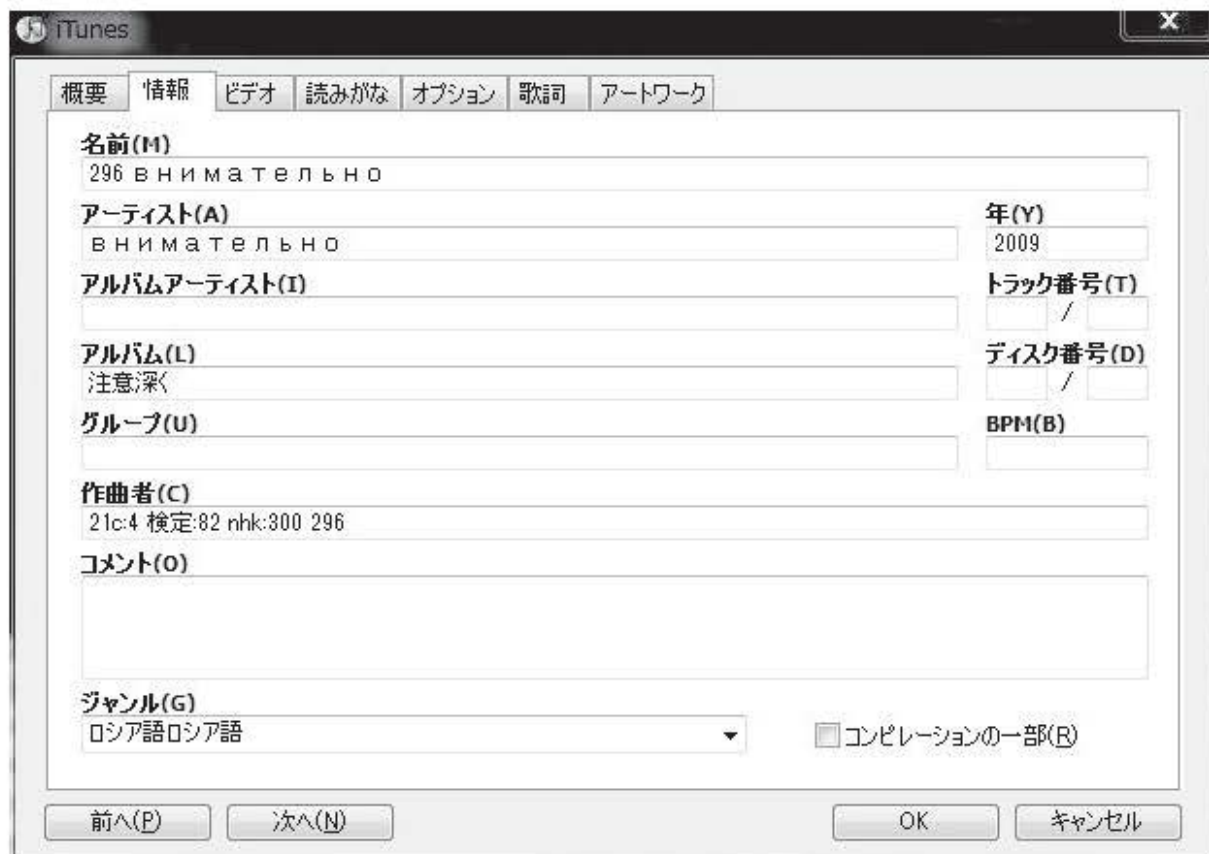 iTunes
概要 情報 ビデオ 読みがな オプション 歌詞 アートワーク
名前(M)
296 внимательно
アーティスト(A) 年(Y)
внимательно 2009
アルバムアーティスト(I) トラック番号(T)
/
アルバム(L) ディスク番号(D)
注意深く /
グループ(U) BPM(B)
作曲者(C)
21c:4 検定:82 nhk:300 296
コメント(O)
ジャンル(G)
ロシア語ロシア語 コンピレーションの一部(R)
前へ(P) 次へ(N) OK キャンセル